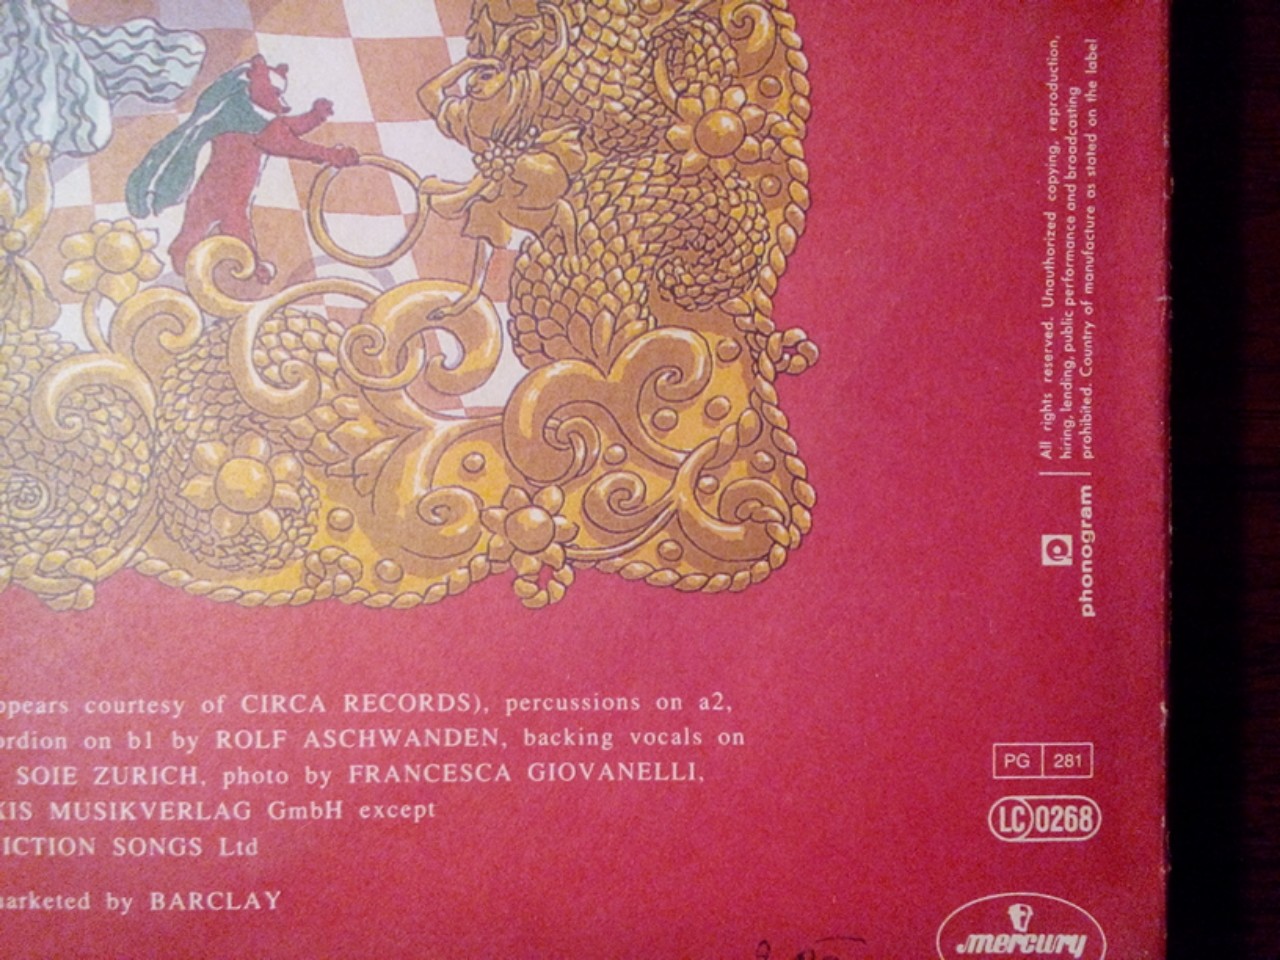 All rights reserved. Unauthorized copying, reproduction,
hiring, lending, public performance and broadcasting
prohibited. Country of manufacture as stated on the label
phonogram
ppears courtesy of CIRCA RECORDS), percussions on a2,
ordion on b1 by ROLF ASCHWANDEN, backing vocals on
SOIE ZURICH, photo by FRANCESCA GIOVANELLI,
KIS MUSIKVERLAG GmbH except
ICTION SONGS Ltd
marketed by BARCLAY
PG 281
LC 0268
mercury